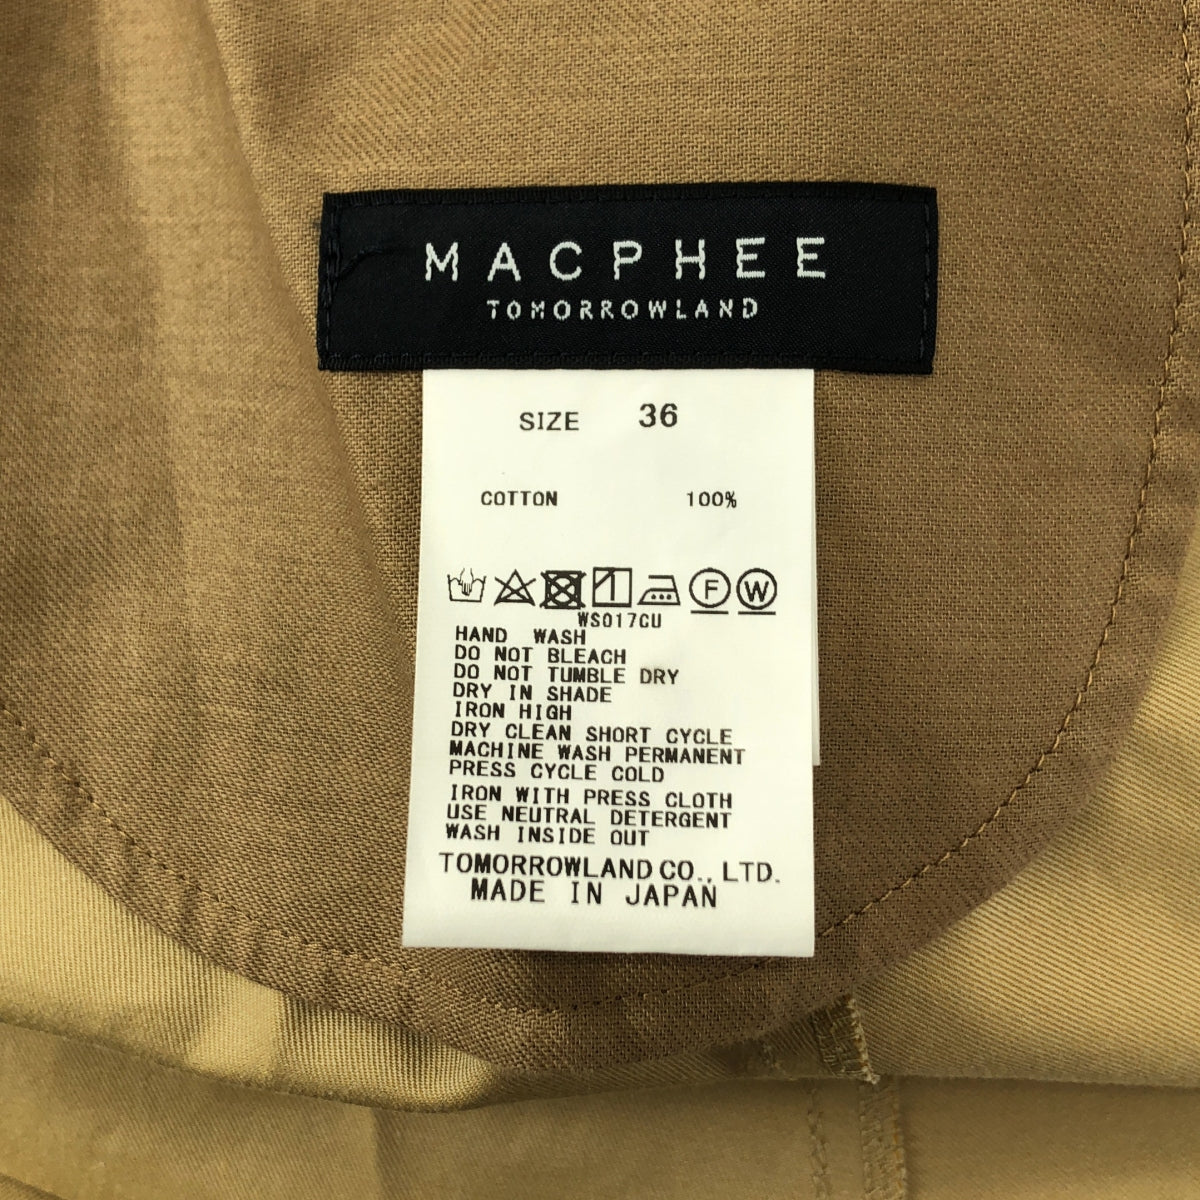 MACPHEE
TOMORROWLAND
SIZE 36
COTTON 100%
F W
WS017CU
HAND WASH
DO NOT BLEACH
DO NOT TUMBLE DRY
DRY IN SHADE
IRON HIGH
DRY CLEAN SHORT CYCLE
MACHINE WASH PERMANENT
PRESS CYCLE COLD
IRON WITH PRESS CLOTH
USE NEUTRAL DETERGENT
WASH INSIDE OUT
TOMORROWLAND CO., LTD.
MADE IN JAPAN